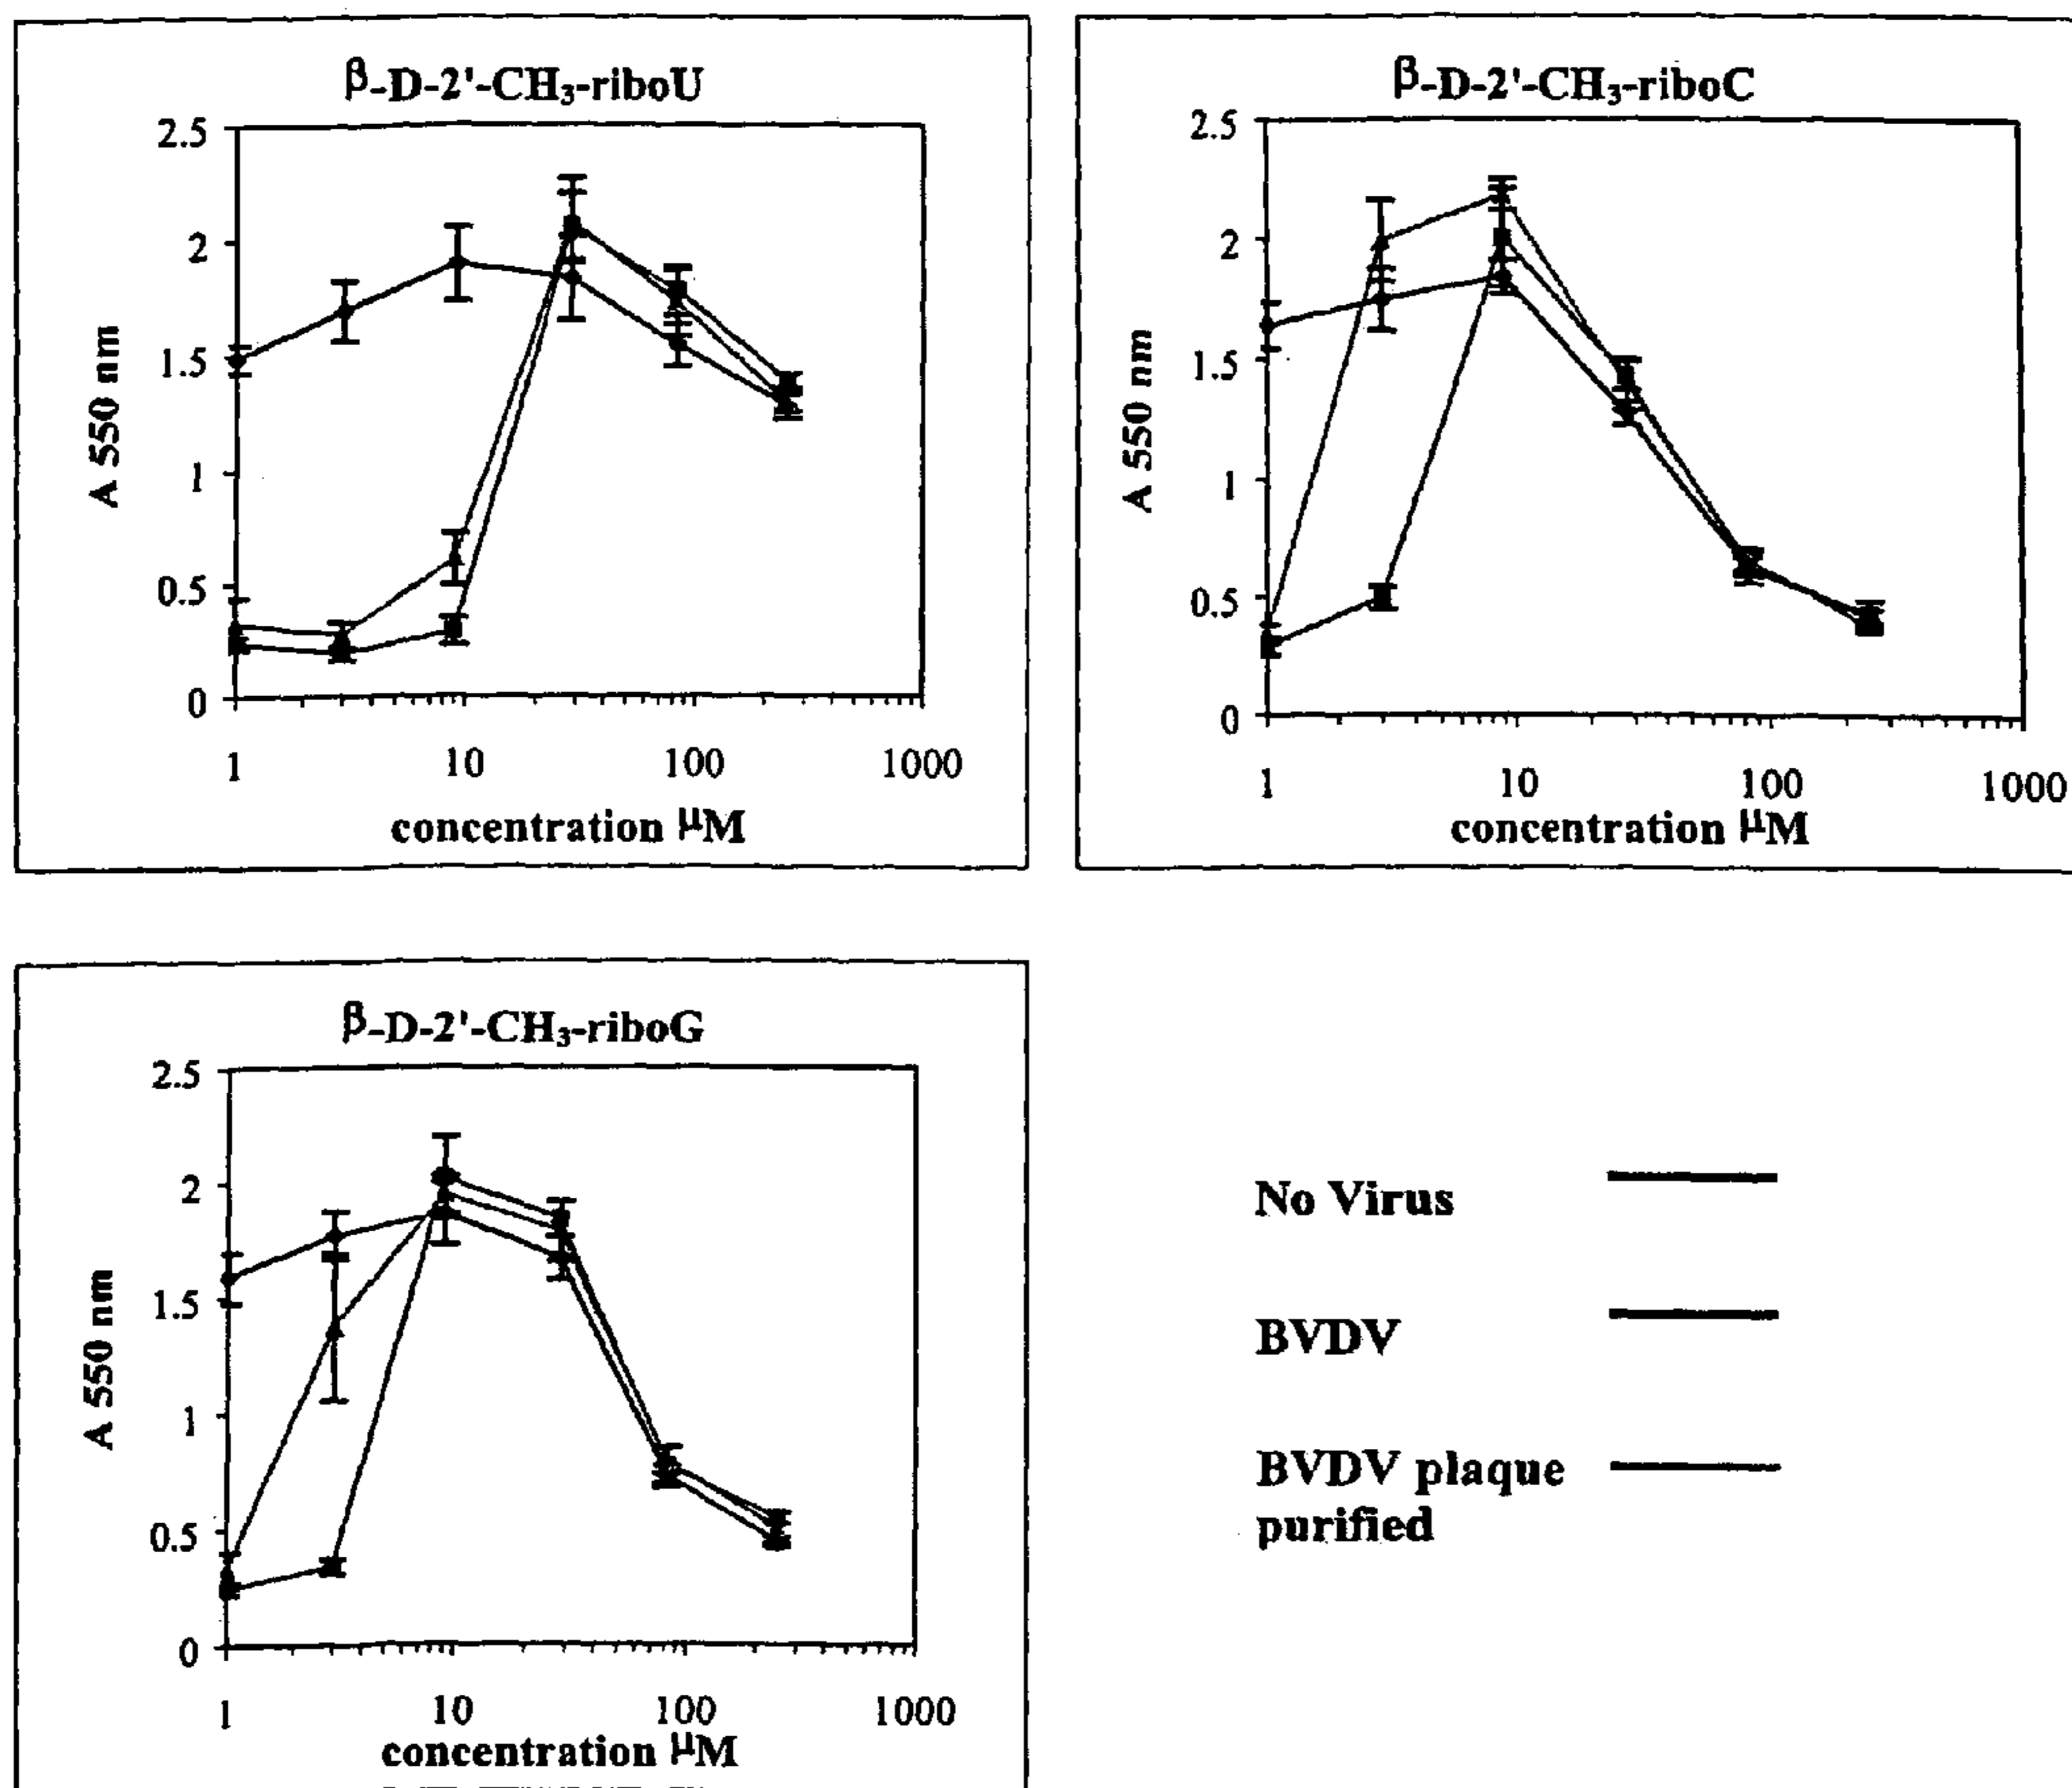 β-D-2'-CH₃-riboU
2.5
2
1.5
1
0.5
0
A 550 nm
1 10 100 1000
concentration μM
β-D-2'-CH₃-riboC
2.5
2
1.5
1
0.5
0
A 550 nm
1 10 100 1000
concentration μM
β-D-2'-CH₃-riboG
2.5
2
1.5
1
0.5
0
A 550 nm
1 10 100 1000
concentration μM
No Virus
BVDV
BVDV plaque
purified